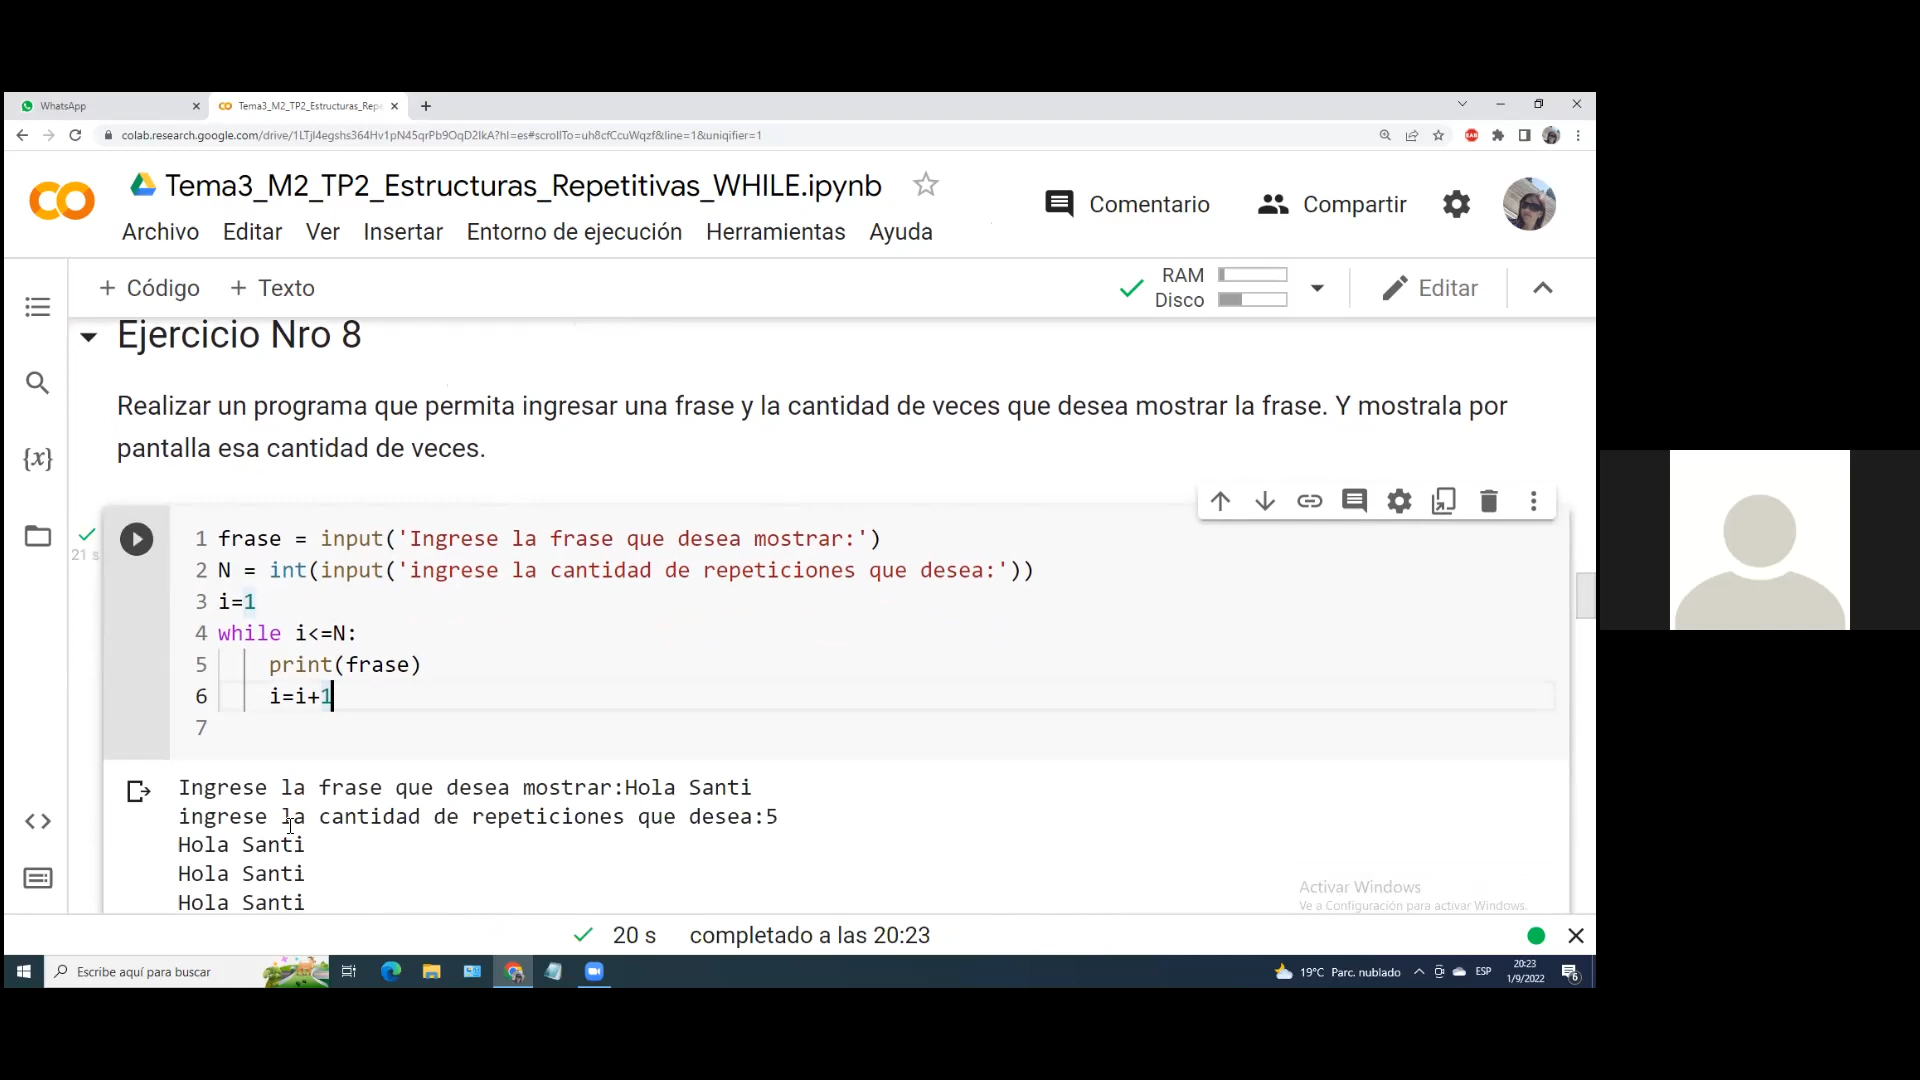 WhatsApp
Tema3_M2_TP2_Estructuras_Repe
colab.research.google.com/drive/1LTjl4egshs364Hv1pN45qrPb9OqD2IkA?hl=es#scrollTo=uh8cfCcuWqzf&line=1&uniqifier=1
Tema3_M2_TP2_Estructuras_Repetitivas_WHILE.ipynb
Comentario
Compartir
Archivo Editar Ver Insertar Entorno de ejecución Herramientas Ayuda
+ Código + Texto
RAM
Disco
Editar
Ejercicio Nro 8
Realizar un programa que permita ingresar una frase y la cantidad de veces que desea mostrar la frase. Y mostrala por
pantalla esa cantidad de veces.
21 s
1 frase = input('Ingrese la frase que desea mostrar:')
2 N = int(input('ingrese la cantidad de repeticiones que desea:'))
3 i=1
4 while i<=N:
5 print(frase)
6 i=i+1
7
Ingrese la frase que desea mostrar:Hola Santi
ingrese la cantidad de repeticiones que desea:5
Hola Santi
Hola Santi
Hola Santi
Activar Windows
Ve a Configuración para activar Windows.
20 s completado a las 20:23
Escribe aquí para buscar
19°C Parc. nublado
ESP
20:23
1/9/2022
6